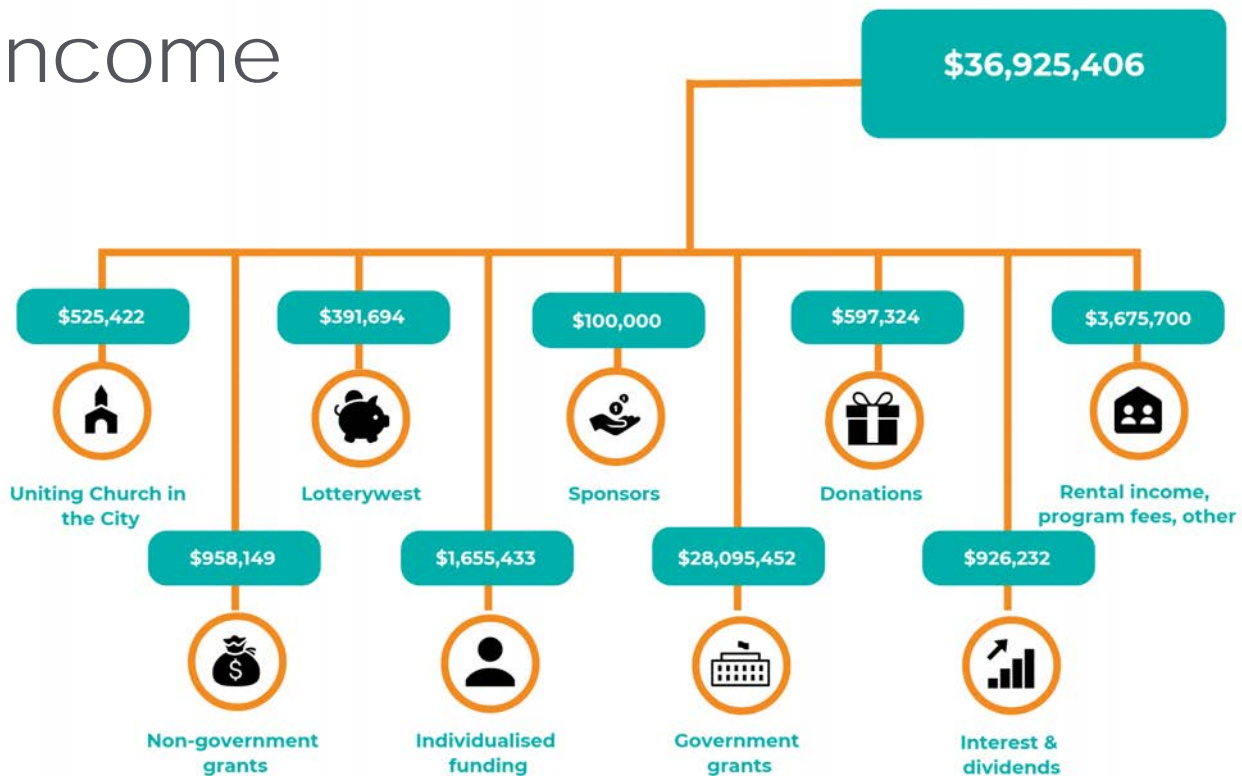 ncome
$36,925,406
$525,422
$391,694
$100,000
$597,324
$3,675,700
Uniting Church in
the City
Lotterywest
Sponsors
Donations
Rental income,
program fees, other
$958,149
$1,655,433
$28,095,452
$926,232
Non-government
grants
Individualised
funding
Government
grants
Interest &
dividends